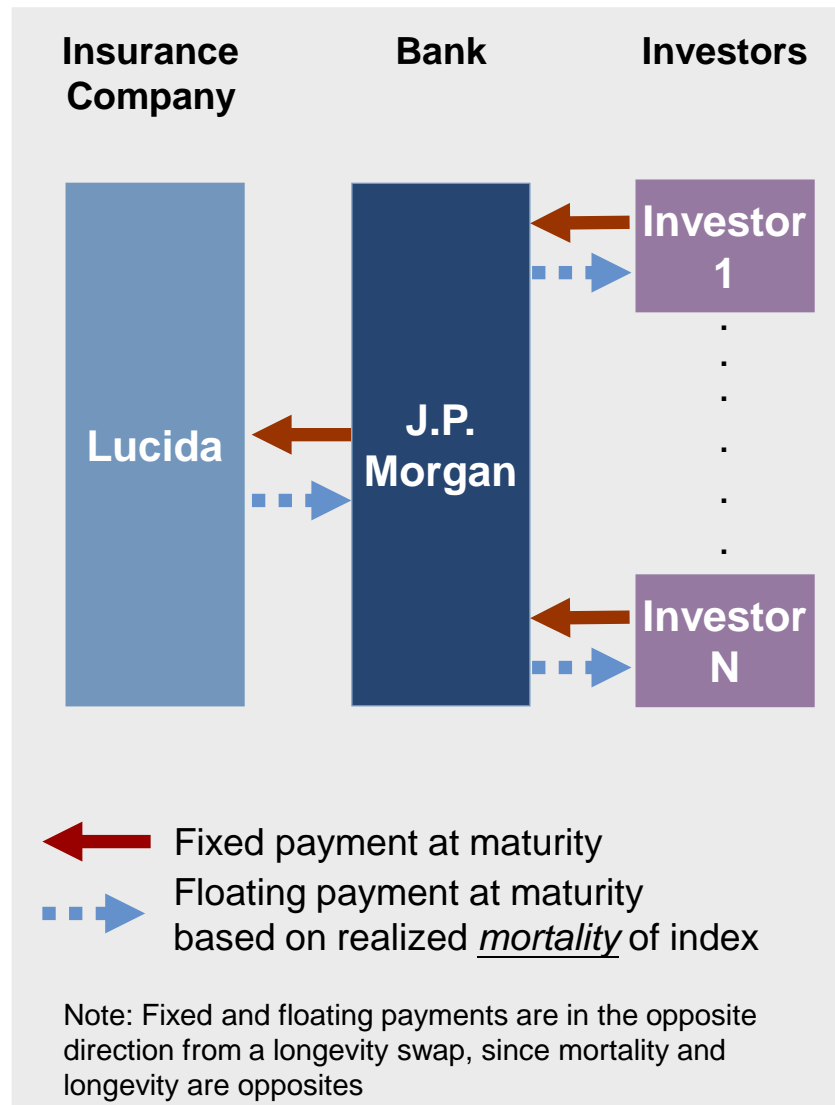 Insurance
Company
Bank
Investors
Lucida
J.P.
Morgan
Investor
1
Investor
N
Fixed payment at maturity
Floating payment at maturity
based on realized mortality of index
Note: Fixed and floating payments are in the opposite
direction from a longevity swap, since mortality and
longevity are opposites